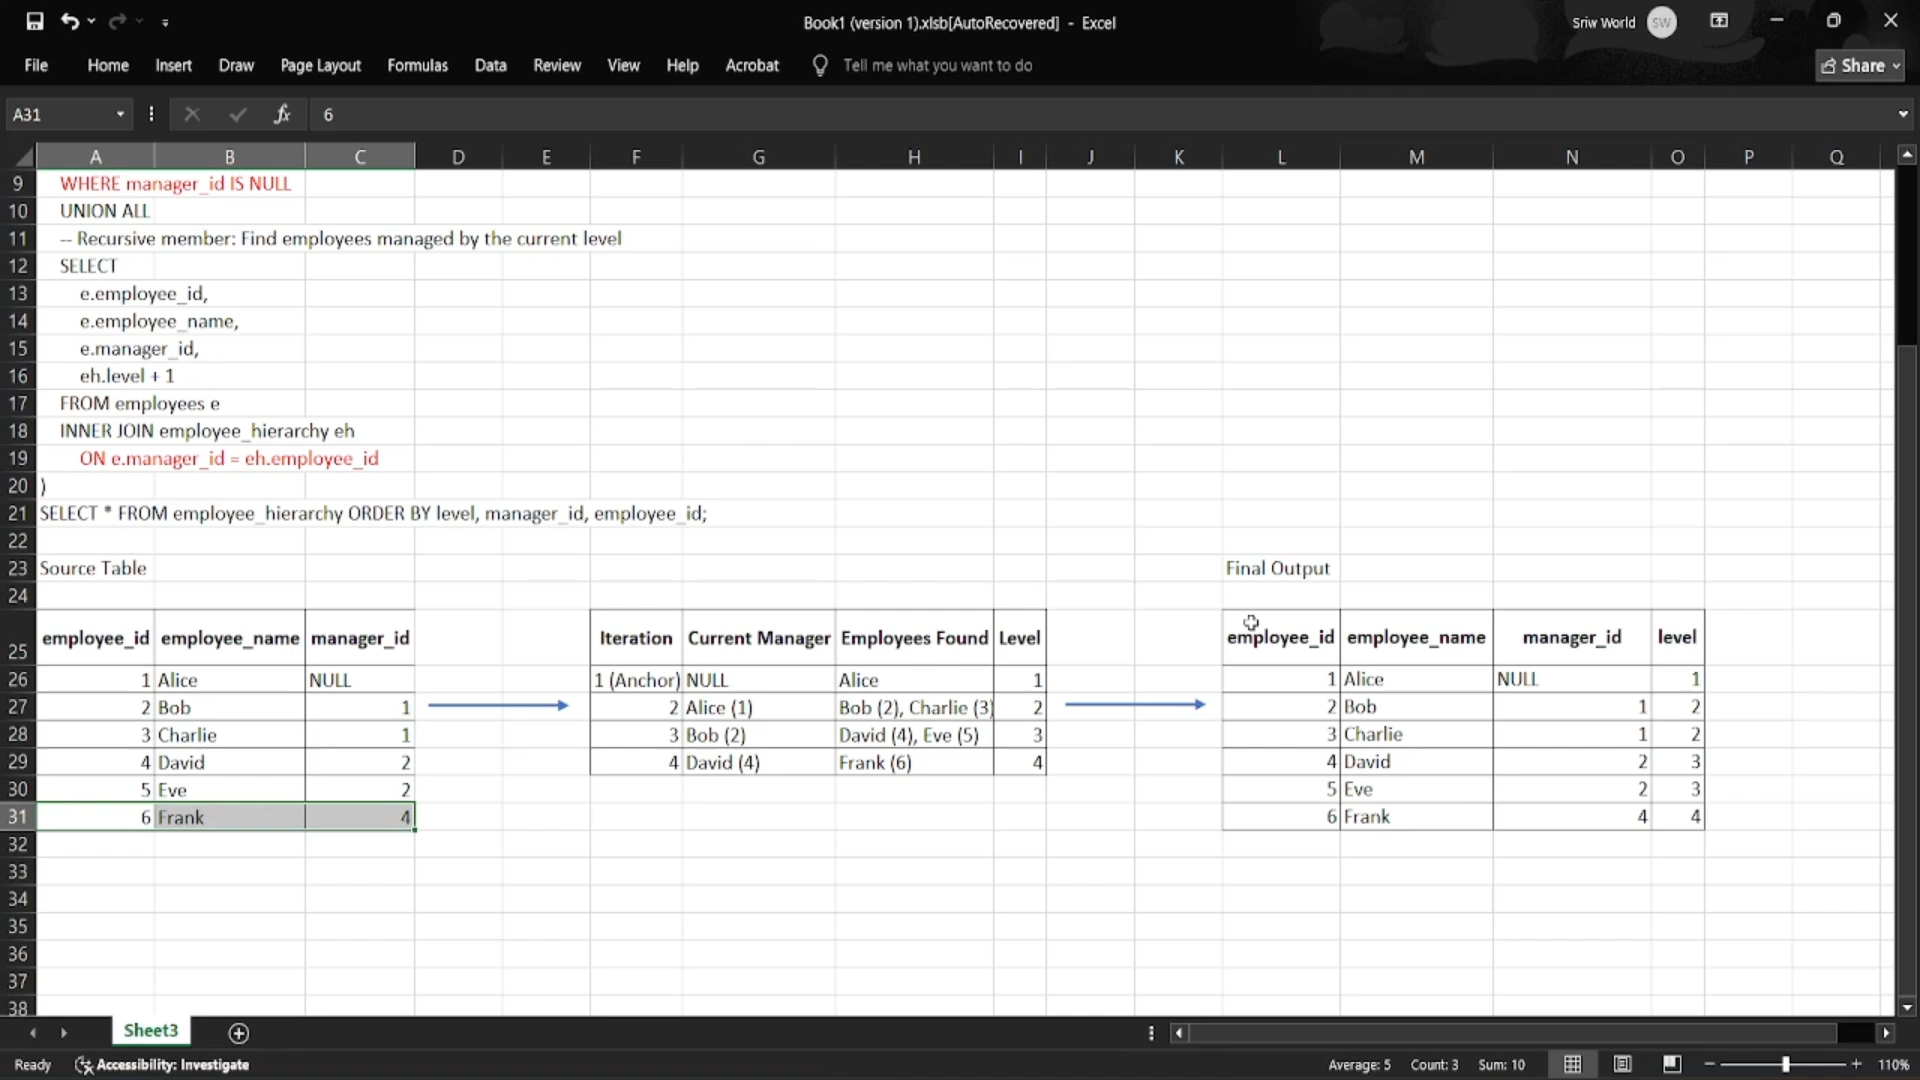 Book1 (version 1).xlsb[AutoRecovered] - Excel
Sriw World SW
File Home Insert Draw Page Layout Formulas Data Review View Help Acrobat Tell me what you want to do Share
A31 fx 6
A B C D E F G H I J K L M N O P Q
9 WHERE manager_id IS NULL
10 UNION ALL
11 -- Recursive member: Find employees managed by the current level
12 SELECT
13 e.employee_id,
14 e.employee_name,
15 e.manager_id,
16 eh.level + 1
17 FROM employees e
18 INNER JOIN employee_hierarchy eh
19 ON e.manager_id = eh.employee_id
20 )
21 SELECT * FROM employee_hierarchy ORDER BY level, manager_id, employee_id;
22
23 Source Table Final Output
24
25 employee_id employee_name manager_id Iteration Current Manager Employees Found Level employee_id employee_name manager_id level
26 1 Alice NULL 1 (Anchor) NULL Alice 1 1 Alice NULL 1
27 2 Bob 1 2 Alice (1) Bob (2), Charlie (3) 2 2 Bob 1 2
28 3 Charlie 1 3 Bob (2) David (4), Eve (5) 3 3 Charlie 1 2
29 4 David 2 4 David (4) Frank (6) 4 4 David 2 3
30 5 Eve 2 5 Eve 2 3
31 6 Frank 4 6 Frank 4 4
32
33
34
35
36
37
38
Sheet3
Ready Accessibility: Investigate Average: 5 Count: 3 Sum: 10 110%